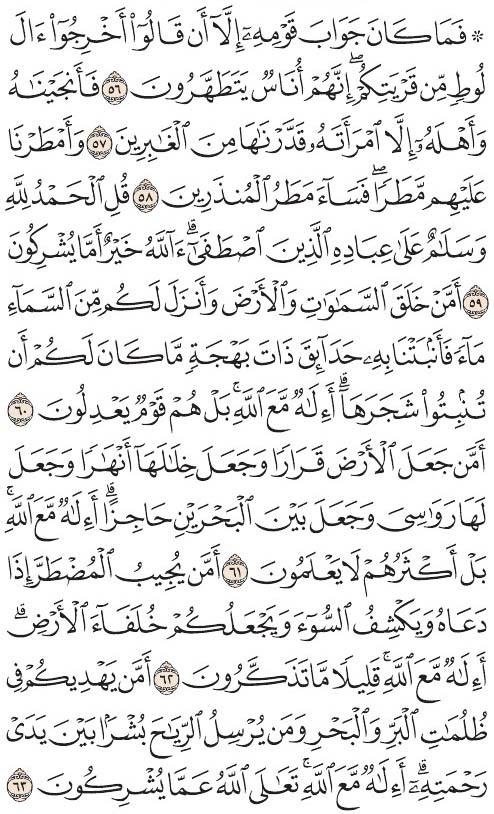 ۞ فَمَا كَانَ جَوَابَ قَوْمِهِۦٓ إِلَّآ أَن قَالُوٓا۟ أَخْرِجُوٓا۟ ءَالَ
لُوطٍ مِّن قَرْيَتِكُمْ ۖ إِنَّهُمْ أُنَاسٌ يَتَطَهَّرُونَ ٥٦ فَأَنجَيْنَٰهُ
وَأَهْلَهُۥٓ إِلَّا ٱمْرَأَتَهُۥ قَدَّرْنَٰهَا مِنَ ٱلْغَٰبِرِينَ ٥٧ وَأَمْطَرْنَا
عَلَيْهِم مَّطَرًا ۖ فَسَآءَ مَطَرُ ٱلْمُنذَرِينَ ٥٨ قُلِ ٱلْحَمْدُ لِلَّهِ
وَسَلَٰمٌ عَلَىٰ عِبَادِهِ ٱلَّذِينَ ٱصْطَفَىٰٓ ۗ ءَآللَّهُ خَيْرٌ أَمَّا يُشْرِكُونَ
٥٩ أَمَّنْ خَلَقَ ٱلسَّمَٰوَٰتِ وَٱلْأَرْضَ وَأَنزَلَ لَكُم مِّنَ ٱلسَّمَآءِ
مَآءً فَأَنۢبَتْنَا بِهِۦ حَدَآئِقَ ذَاتَ بَهْجَةٍ مَّا كَانَ لَكُمْ أَن
تُنۢبِتُوا۟ شَجَرَهَآ ۗ أَءِلَٰهٌ مَّعَ ٱللَّهِ ۚ بَلْ هُمْ قَوْمٌ يَعْدِلُونَ ٦٠
أَمَّن جَعَلَ ٱلْأَرْضَ قَرَارًا وَجَعَلَ خِلَٰلَهَآ أَنْهَٰرًا وَجَعَلَ
لَهَا رَوَٰسِىَ وَجَعَلَ بَيْنَ ٱلْبَحْرَيْنِ حَاجِزًا ۗ أَءِلَٰهٌ مَّعَ ٱللَّهِ ۚ
بَلْ أَكْثَرُهُمْ لَا يَعْلَمُونَ ٦١ أَمَّن يُجِيبُ ٱلْمُضْطَرَّ إِذَا
دَعَاهُ وَيَكْشِفُ ٱلسُّوٓءَ وَيَجْعَلُكُمْ خُلَفَآءَ ٱلْأَرْضِ ۗ
أَءِلَٰهٌ مَّعَ ٱللَّهِ ۚ قَلِيلًا مَّا تَذَكَّرُونَ ٦٢ أَمَّن يَهْدِيكُمْ فِى
ظُلُمَٰتِ ٱلْبَرِّ وَٱلْبَحْرِ وَمَن يُرْسِلُ ٱلرِّيَٰحَ بُشْرًۢا بَيْنَ يَدَىْ
رَحْمَتِهِۦٓ ۗ أَءِلَٰهٌ مَّعَ ٱللَّهِ ۚ تَعَٰلَى ٱللَّهُ عَمَّا يُشْرِكُونَ ٦٣